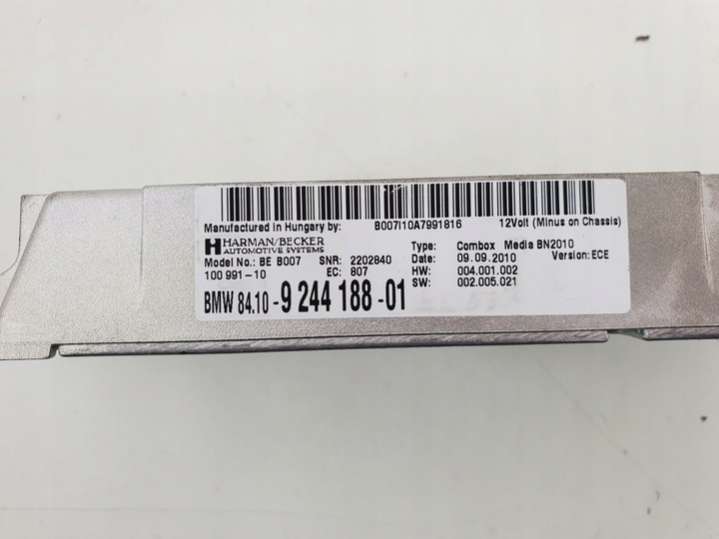 Manufactured in Hungary by: B007I10A7991816 12Volt (Minus on Chassis)
HARMAN/BECKER
AUTOMOTIVE SYSTEMS
Type: Combox Media BN2010
Model No.: BE B007 SNR: 2202840 Date: 09.09.2010 Version: ECE
100 991-10 EC: 807 HW: 004.001.002
SW: 002.005.021
BMW 84.10 - 9 244 188 - 01